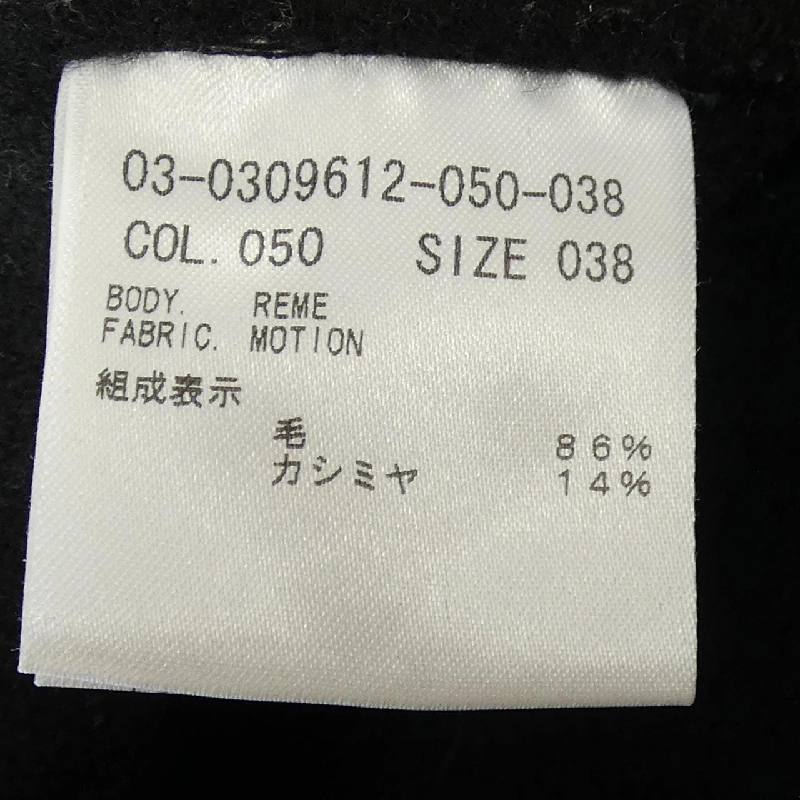 03-0309612-050-038
COL. 050 SIZE 038
BODY. REME
FABRIC. MOTION
組成表示
毛 86%
カシミヤ 14%